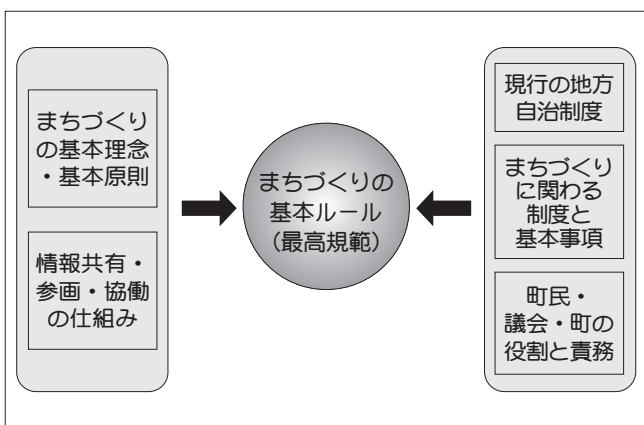 まちづくり
の基本理念
・基本原則
情報共有・
参画・協働
の仕組み
まちづくりの
基本ルール
（最高規範）
現行の地方
自治制度
まちづくり
に関わる
制度と
基本事項
町民・
議会・町の
役割と責務